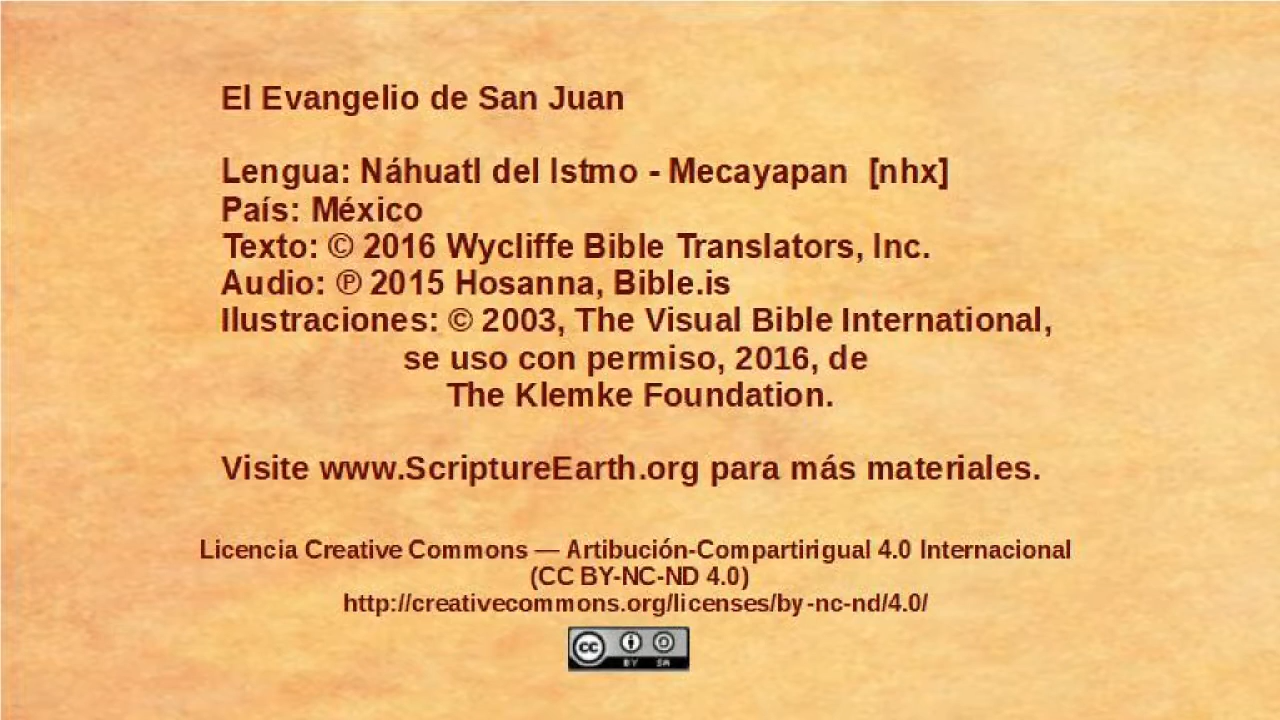 El Evangelio de San Juan
Lengua: Náhuatl del Istmo - Mecayapan [nhx]
País: México
Texto: © 2016 Wycliffe Bible Translators, Inc.
Audio: ℗ 2015 Hosanna, Bible.is
Ilustraciones: © 2003, The Visual Bible International,
se uso con permiso, 2016, de
The Klemke Foundation.
Visite www.ScriptureEarth.org para más materiales.
Licencia Creative Commons — Artibución-Compartirigual 4.0 Internacional
(CC BY-NC-ND 4.0)
http://creativecommons.org/licenses/by-nc-nd/4.0/
cc
BY SA